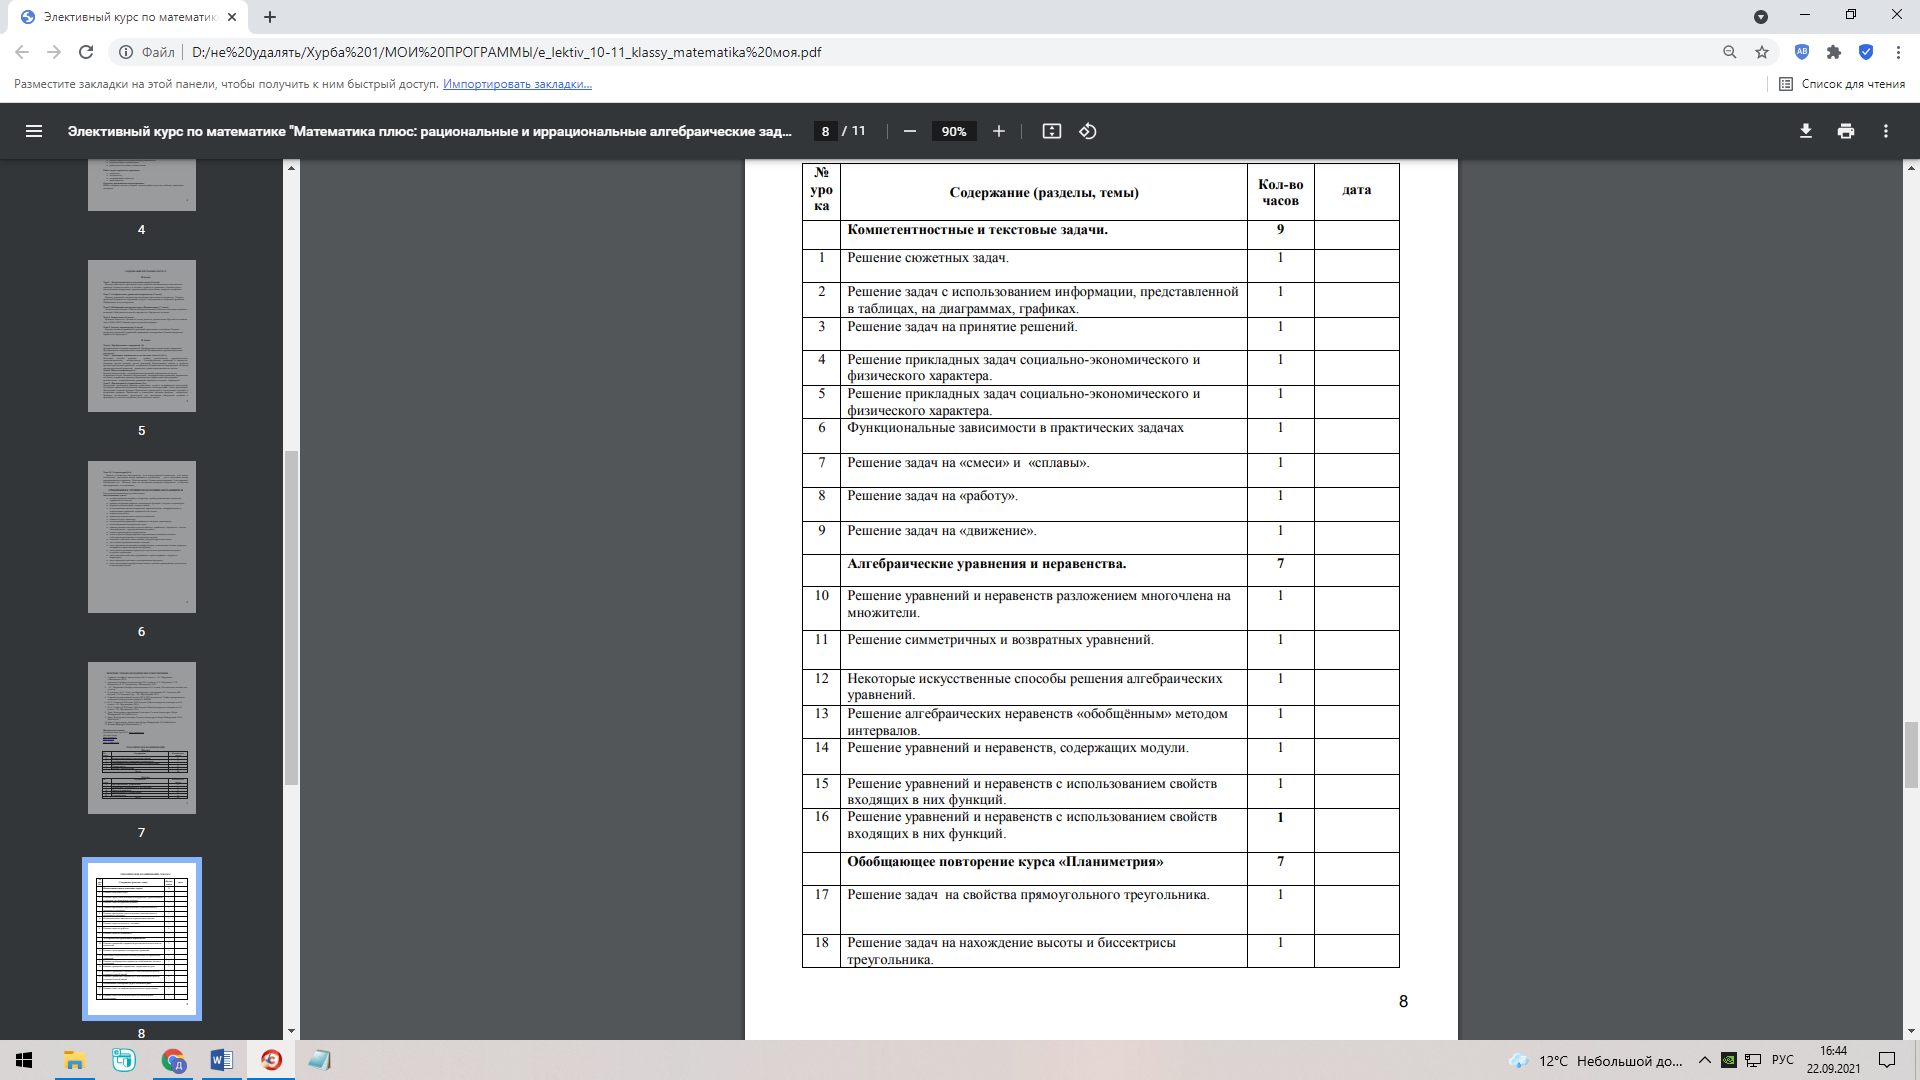 Элективный курс по математик
Файл
D:/не%20удалять/Хурба%201/МОИ%20ПРОГРАММЫ/e_lektiv_10-11_klassy_matematika%20моя.pdf
Разместите закладки на этой панели, чтобы получить к ним быстрый доступ. Импортировать закладки...
Список для чтения
Элективный курс по математике "Математика плюс: рациональные и иррациональные алгебраические зад...
8 / 11
90%
4
5
6
7
8
№ уро ка
Содержание (разделы, темы)
Кол-во часов
дата
Компетентностные и текстовые задачи. 9
1 Решение сюжетных задач. 1
2 Решение задач с использованием информации, представленной 1
в таблицах, на диаграммах, графиках.
3 Решение задач на принятие решений. 1
4 Решение прикладных задач социально-экономического и 1
физического характера.
5 Решение прикладных задач социально-экономического и 1
физического характера.
6 Функциональные зависимости в практических задачах 1
7 Решение задач на «смеси» и «сплавы». 1
8 Решение задач на «работу». 1
9 Решение задач на «движение». 1
Алгебраические уравнения и неравенства. 7
10 Решение уравнений и неравенств разложением многочлена на 1
множители.
11 Решение симметричных и возвратных уравнений. 1
12 Некоторые искусственные способы решения алгебраических 1
уравнений.
13 Решение алгебраических неравенств «обобщённым» методом 1
интервалов.
14 Решение уравнений и неравенств, содержащих модули. 1
15 Решение уравнений и неравенств с использованием свойств 1
входящих в них функций.
16 Решение уравнений и неравенств с использованием свойств 1
входящих в них функций.
Обобщающее повторение курса «Планиметрия» 7
17 Решение задач на свойства прямоугольного треугольника. 1
18 Решение задач на нахождение высоты и биссектрисы 1
треугольника.
8
12°C Небольшой до...
РУС
16:44
22.09.2021